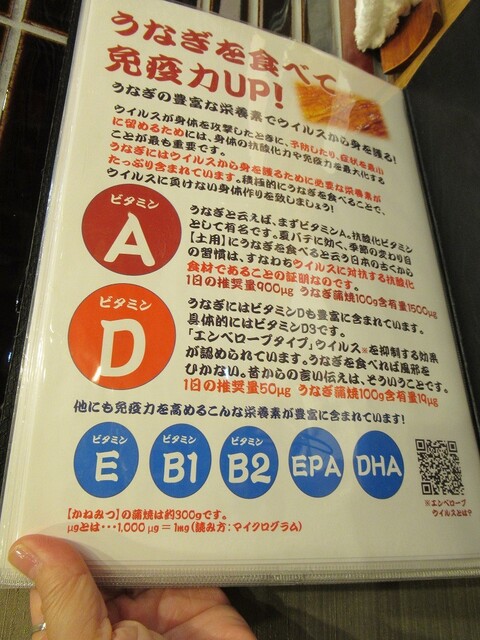 うなぎを食べて
免疫力UP!
うなぎの豊富な栄養素でウイルスから身を護る!
ウイルスが身体を攻撃したときに、予防したり、症状を最小
に留めるためには、身体の抗酸化力や免疫力を最大化する
ことが最も重要です。
うなぎにはウイルスから身を護るために必要な栄養素が
たっぷり含まれています。積極的にうなぎを食べることで、
ウイルスに負けない身体作りを致しましょう!
ビタミン
A
うなぎと云えば、まずビタミンA。抗酸化ビタミン
として有名です。夏バテに効く、季節の変わり目
【土用】にうなぎを食べると云う日本の古くから
の習慣は、すなわちウイルスに対抗する抗酸化
食材であることの証明なのです。
1日の推奨量900μg うなぎ蒲焼100g含有量1500μg
ビタミン
D
うなぎにはビタミンDも豊富に含まれています。
具体的にはビタミンD3です。
「エンベロープタイプ」ウイルス※を抑制する効果
が認められています。うなぎを食べれば風邪を
ひかない。昔からの言い伝えは、そういうことです。
1日の推奨量50μg うなぎ蒲焼100g含有量19μg
他にも免疫力を高めるこんな栄養素が豊富に含まれています!
ビタミン
E
ビタミン
B1
ビタミン
B2
EPA
DHA
※エンベロープ
ウイルスとは?
【かねみつ】の蒲焼は約300gです。
μgとは・・・1,000 μg = 1mg (読み方:マイクログラム)